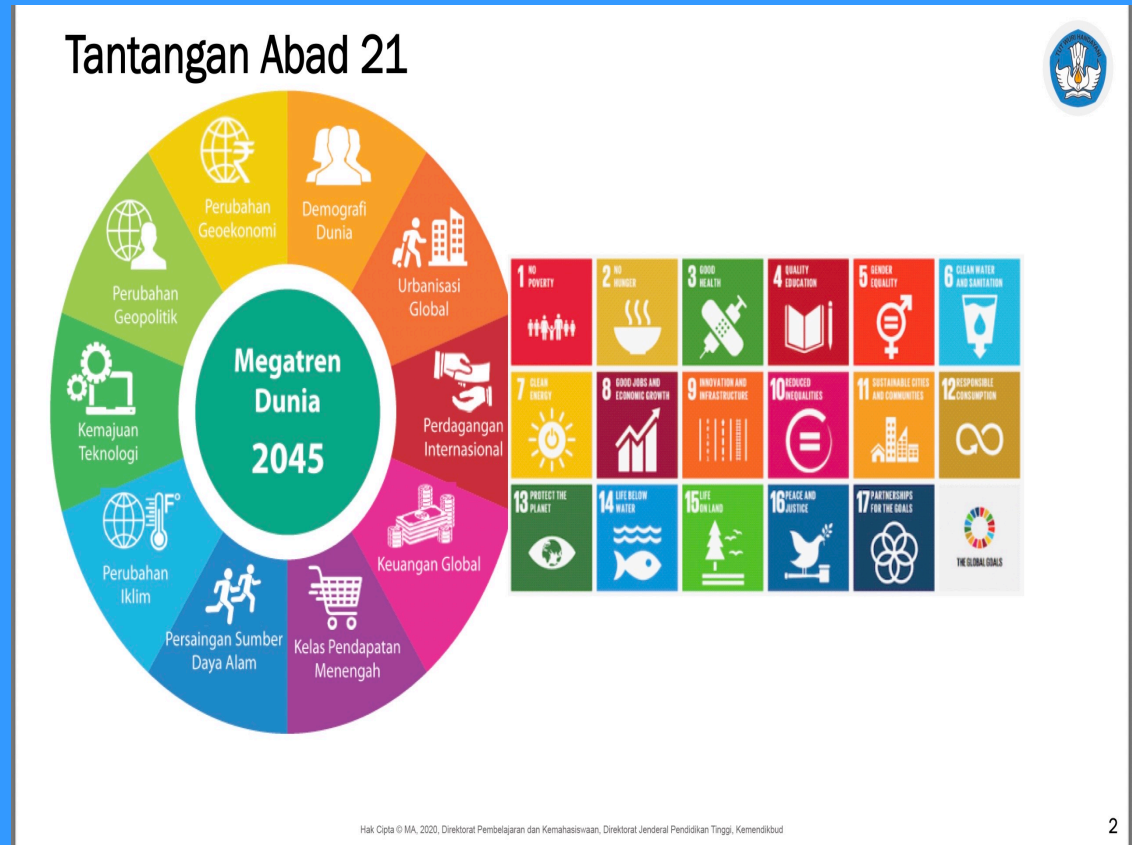 Tantangan Abad 21
TUT WURI HANDAYANI
Perubahan
Geoekonomi
Demografi
Dunia
Urbanisasi
Global
Perdagangan
Internasional
Keuangan Global
Kelas Pendapatan
Menengah
Persaingan Sumber
Daya Alam
F°
Perubahan
Iklim
Kemajuan
Teknologi
Perubahan
Geopolitik
Megatren
Dunia
2045
1 NO
POVERTY
2 NO
HUNGER
3 GOOD
HEALTH
4 QUALITY
EDUCATION
5 GENDER
EQUALITY
6 CLEAN WATER
AND SANITATION
7 CLEAN
ENERGY
8 GOOD JOBS AND
ECONOMIC GROWTH
9 INNOVATION AND
INFRASTRUCTURE
10 REDUCED
INEQUALITIES
11 SUSTAINABLE CITIES
AND COMMUNITIES
12 RESPONSIBLE
CONSUMPTION
13 PROTECT THE
PLANET
14 LIFE BELOW
WATER
15 LIFE
ON LAND
16 PEACE AND
JUSTICE
17 PARTNERSHIPS
FOR THE GOALS
THE GLOBAL GOALS
Hak Cipta © MA, 2020, Direktorat Pembelajaran dan Kemahasiswaan, Direktorat Jenderal Pendidikan Tinggi, Kemendikbud
2